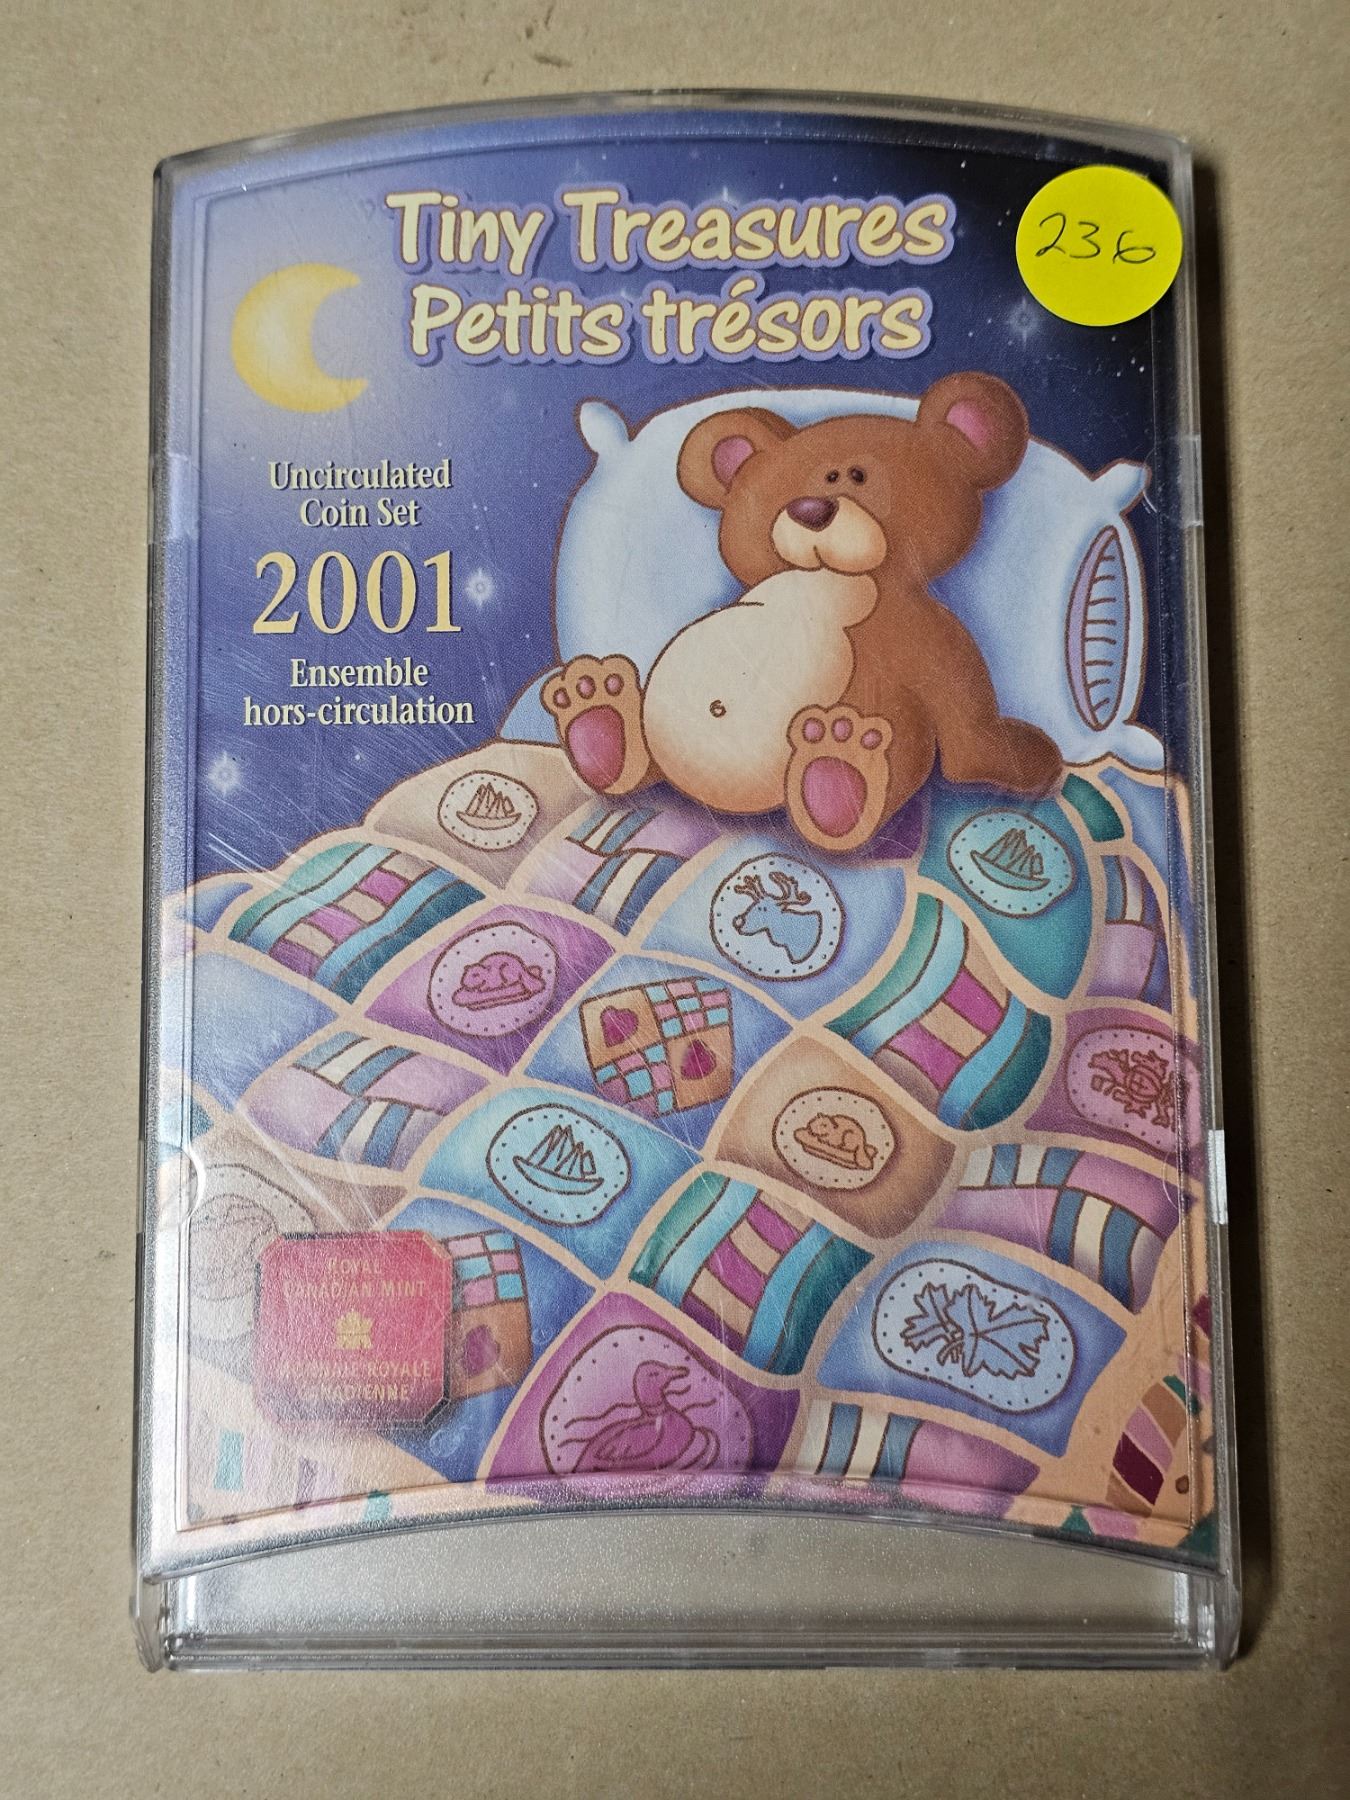 Tiny Treasures
Petits trésors
236
Uncirculated
Coin Set
2001
Ensemble
hors-circulation
ROYAL
CANADIAN MINT
MONNAIE ROYALE
CANADIENNE